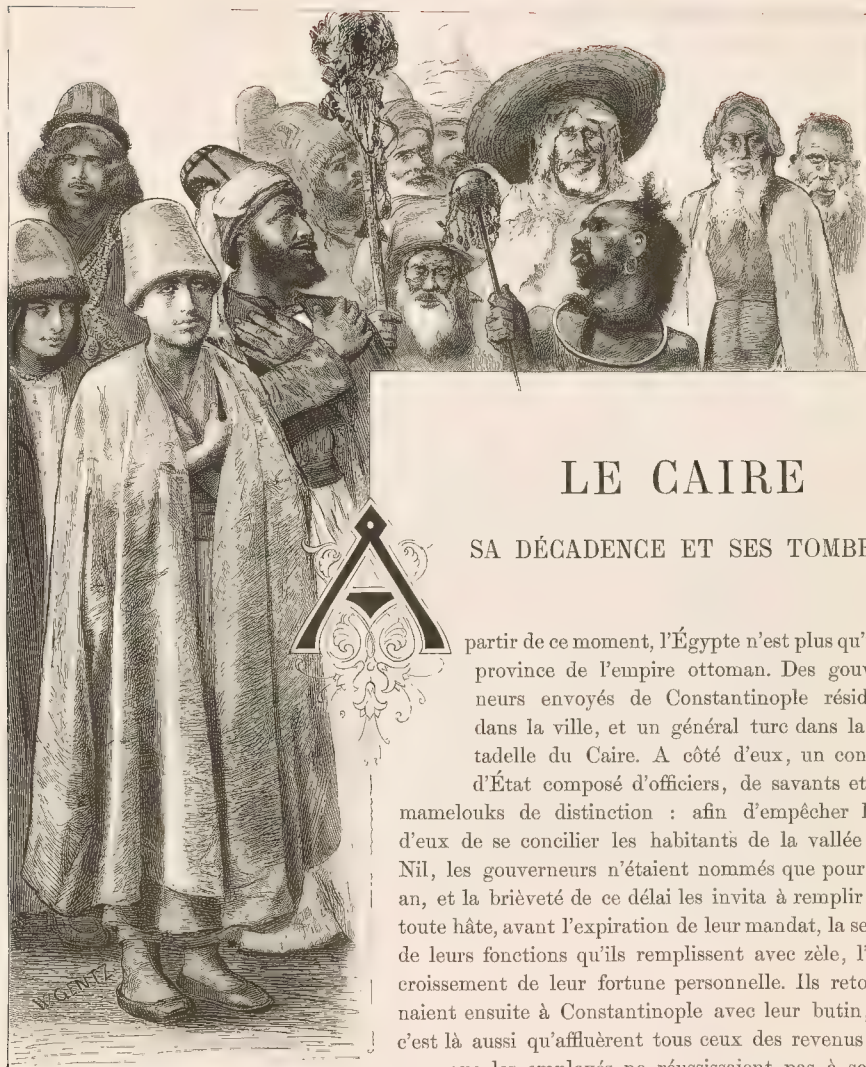 LE CAIRE
SA DÉCADENCE ET SES TOMBE
A
partir de ce moment, l'Égypte n'est plus qu'
province de l'empire ottoman. Des gouv
neurs envoyés de Constantinople résid
dans la ville, et un général turc dans la
tadelle du Caire. A côté d'eux, un con
d'État composé d'officiers, de savants et
mamelouks de distinction : afin d'empêcher l
d'eux de se concilier les habitants de la vallée
Nil, les gouverneurs n'étaient nommés que pour
an, et la brièveté de ce délai les invita à remplir
toute hâte, avant l'expiration de leur mandat, la se
de leurs fonctions qu'ils remplissent avec zèle, l'
croissement de leur fortune personnelle. Ils reto
naient ensuite à Constantinople avec leur butin,
c'est là aussi qu'affluèrent tous ceux des revenus
que les employés ne réussissaient pas à
W. GENTZ